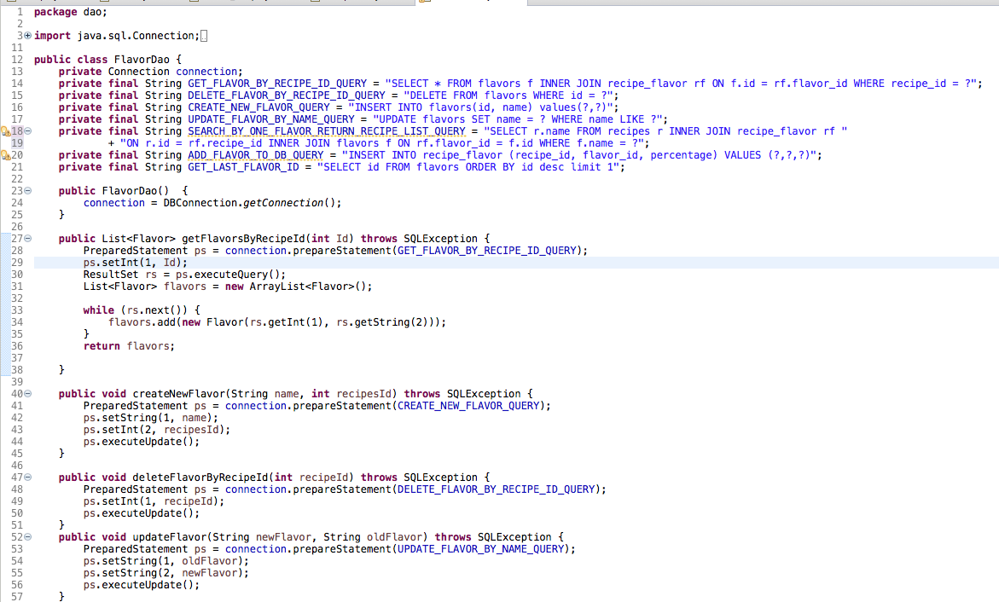 1 package dao;
2
3 import java.sql.Connection;
11
12 public class FlavorDao {
13 private Connection connection;
14 private final String GET_FLAVOR_BY_RECIPE_ID_QUERY = "SELECT * FROM flavors f INNER JOIN recipe_flavor rf ON f.id = rf.flavor_id WHERE recipe_id = ?";
15 private final String DELETE_FLAVOR_BY_RECIPE_ID_QUERY = "DELETE FROM flavors WHERE id = ?";
16 private final String CREATE_NEW_FLAVOR_QUERY = "INSERT INTO flavors(id, name) values(?,?)";
17 private final String UPDATE_FLAVOR_BY_NAME_QUERY = "UPDATE flavors SET name = ? WHERE name LIKE ?";
18 private final String SEARCH_BY_ONE_FLAVOR_RETURN_RECIPE_LIST_QUERY = "SELECT r.name FROM recipes r INNER JOIN recipe_flavor rf "
19 + "ON r.id = rf.recipe_id INNER JOIN flavors f ON rf.flavor_id = f.id WHERE f.name = ?";
20 private final String ADD_FLAVOR_TO_DB_QUERY = "INSERT INTO recipe_flavor (recipe_id, flavor_id, percentage) VALUES (?,?,?)";
21 private final String GET_LAST_FLAVOR_ID = "SELECT id FROM flavors ORDER BY id desc limit 1";
22
23 public FlavorDao() {
24 connection = DBConnection.getConnection();
25 }
26
27 public List<Flavor> getFlavorsByRecipeId(int Id) throws SQLException {
28 PreparedStatement ps = connection.prepareStatement(GET_FLAVOR_BY_RECIPE_ID_QUERY);
29 ps.setInt(1, Id);
30 ResultSet rs = ps.executeQuery();
31 List<Flavor> flavors = new ArrayList<Flavor>();
32
33 while (rs.next()) {
34 flavors.add(new Flavor(rs.getInt(1), rs.getString(2)));
35 }
36 return flavors;
37
38 }
39
40 public void createNewFlavor(String name, int recipesId) throws SQLException {
41 PreparedStatement ps = connection.prepareStatement(CREATE_NEW_FLAVOR_QUERY);
42 ps.setString(1, name);
43 ps.setInt(2, recipesId);
44 ps.executeUpdate();
45 }
46
47 public void deleteFlavorByRecipeId(int recipeId) throws SQLException {
48 PreparedStatement ps = connection.prepareStatement(DELETE_FLAVOR_BY_RECIPE_ID_QUERY);
49 ps.setInt(1, recipeId);
50 ps.executeUpdate();
51 }
52 public void updateFlavor(String newFlavor, String oldFlavor) throws SQLException {
53 PreparedStatement ps = connection.prepareStatement(UPDATE_FLAVOR_BY_NAME_QUERY);
54 ps.setString(1, oldFlavor);
55 ps.setString(2, newFlavor);
56 ps.executeUpdate();
57 }